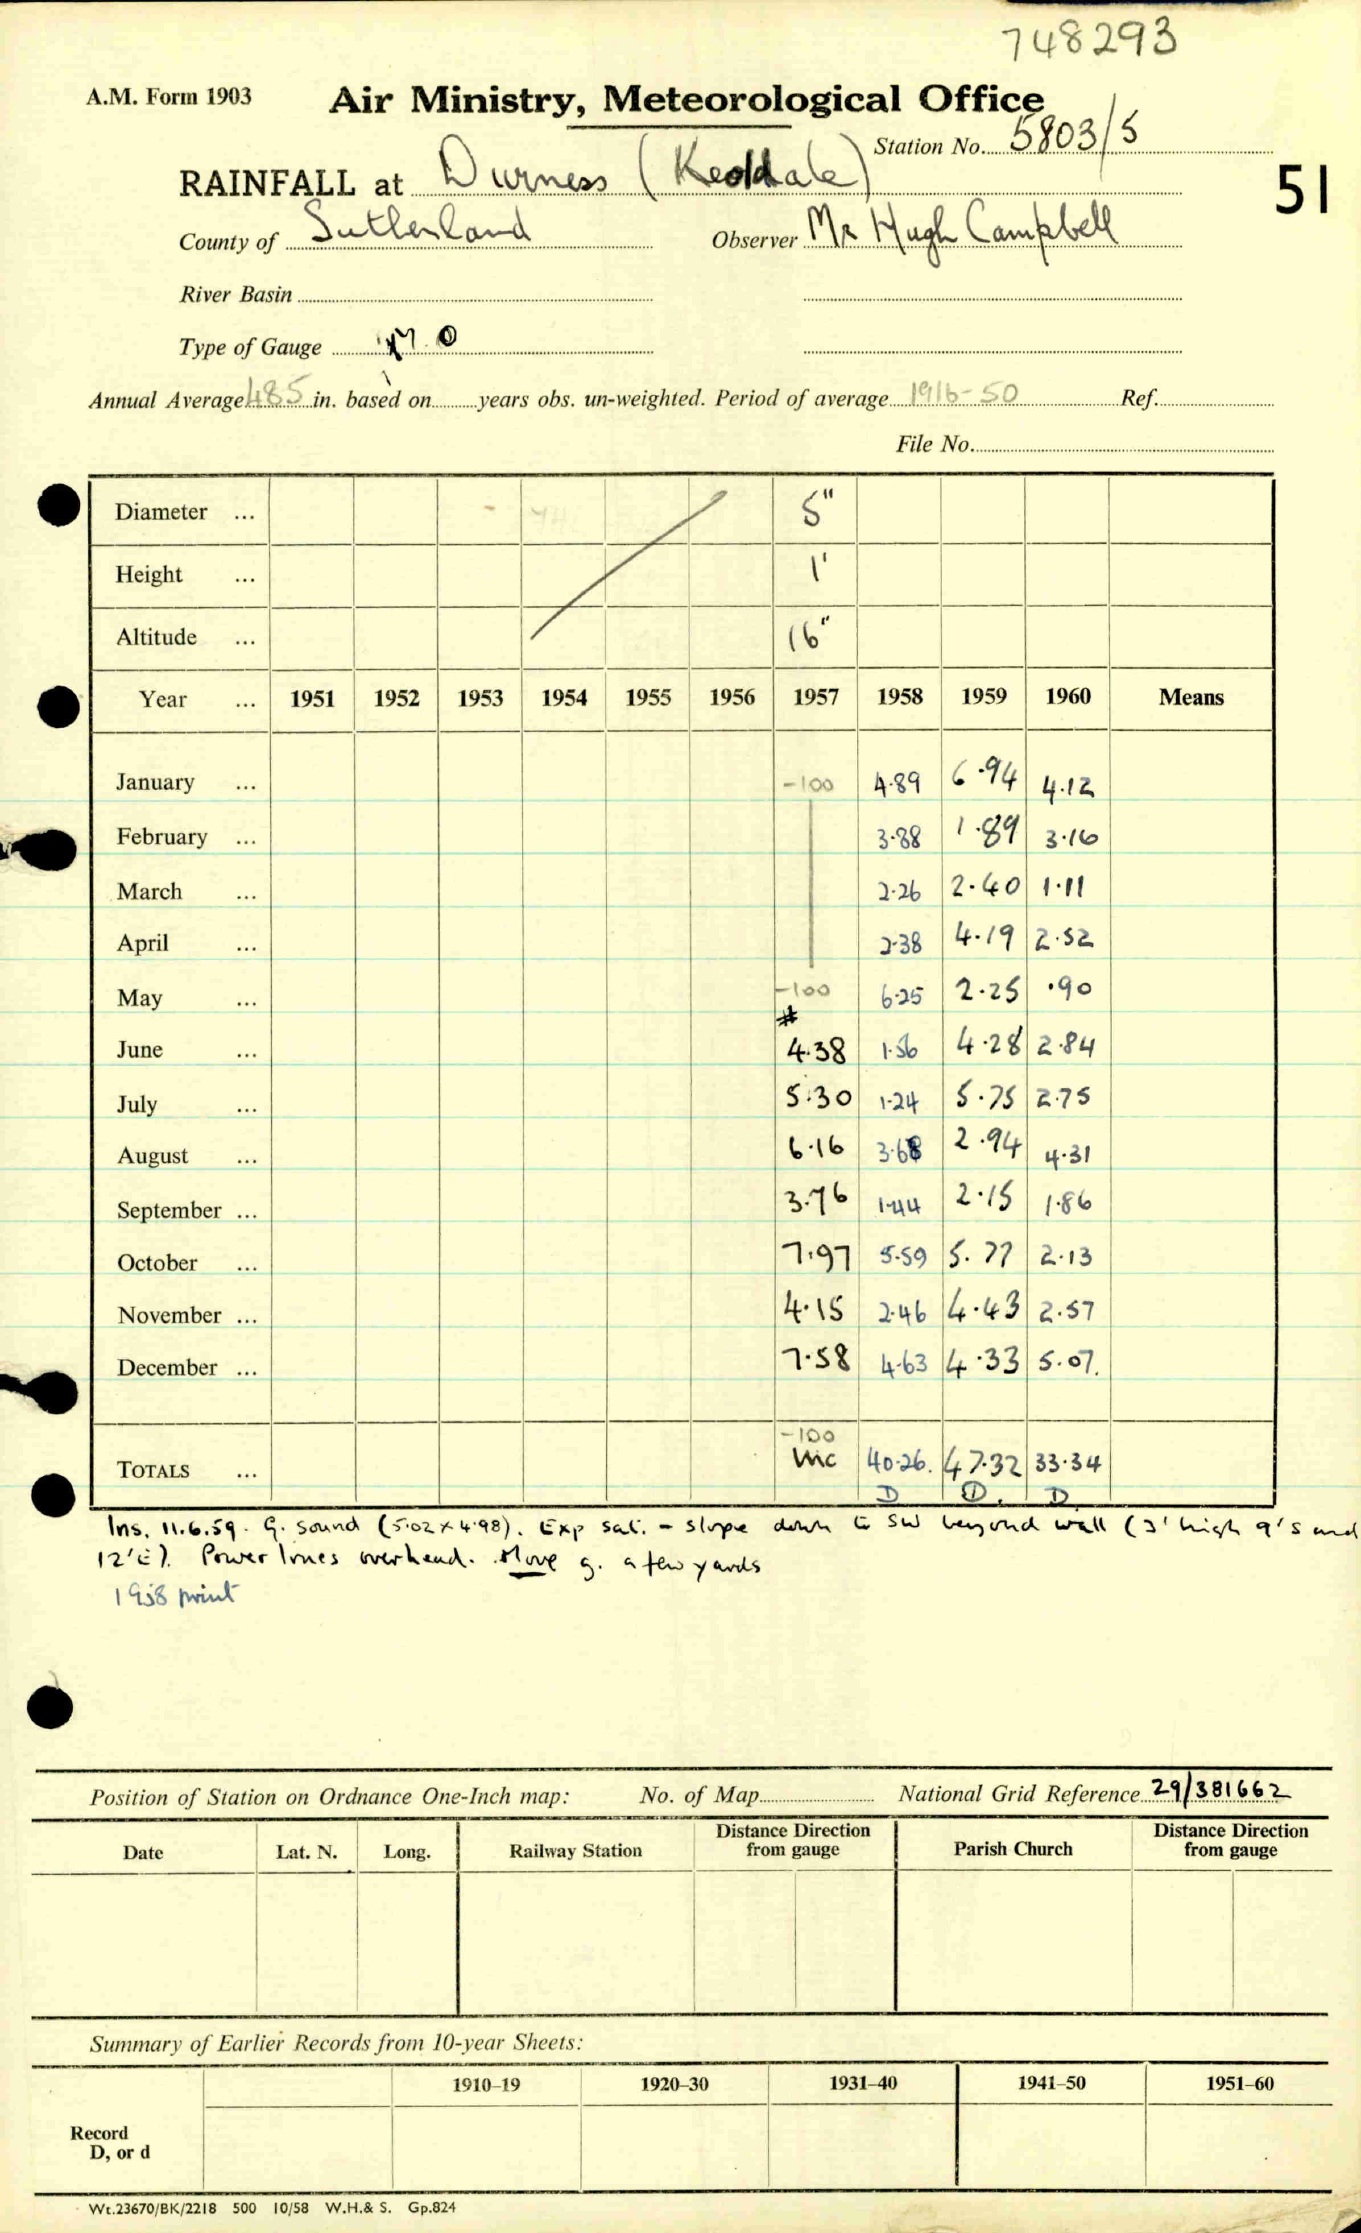 748293
A.M. Form 1903 Air Ministry, Meteorological Office
Station No. 5803/5
RAINFALL at Durness (Keoldale)
51
County of Sutherland Observer Mr Hugh Campbell
River Basin
Type of Gauge M O
Annual Average 485 in. based on years obs. un-weighted. Period of average 1916-50 Ref.
File No.
Diameter ... 5"
Height ... 1'
Altitude ... 16"
Year ... 1951 1952 1953 1954 1955 1956 1957 1958 1959 1960 Means
January ... -100 4.89 6.94 4.12
February ... 3.88 1.89 3.16
March ... 2.26 2.40 1.11
April ... 2.38 4.19 2.52
May ... -100 6.25 2.25 .90
#
June ... 4.38 1.56 4.28 2.84
July ... 5.30 1.24 5.75 2.75
August ... 6.16 3.68 2.94 4.31
September ... 3.76 1.44 2.15 1.86
October ... 7.97 5.59 5.77 2.13
November ... 4.15 2.46 4.43 2.57
December ... 7.58 4.63 4.33 5.07.
-100
TOTALS ... Inc 40.26. 47.32 33.34
D D. D
Ins. 11.6.59. G. sound (5.02 x 4.98). Exp sat. - slope down to SW beyond wall (3' high 9'S and
12'E). Power lines overhead. Move g. a few yards
1958 print
Position of Station on Ordnance One-Inch map: No. of Map National Grid Reference 29/381662
Date Lat. N. Long. Railway Station Distance Direction from gauge Parish Church Distance Direction from gauge
Summary of Earlier Records from 10-year Sheets:
1910–19 1920–30 1931–40 1941–50 1951–60
Record
D, or d
Wt.23670/BK/2218 500 10/58 W.H.& S. Gp.824